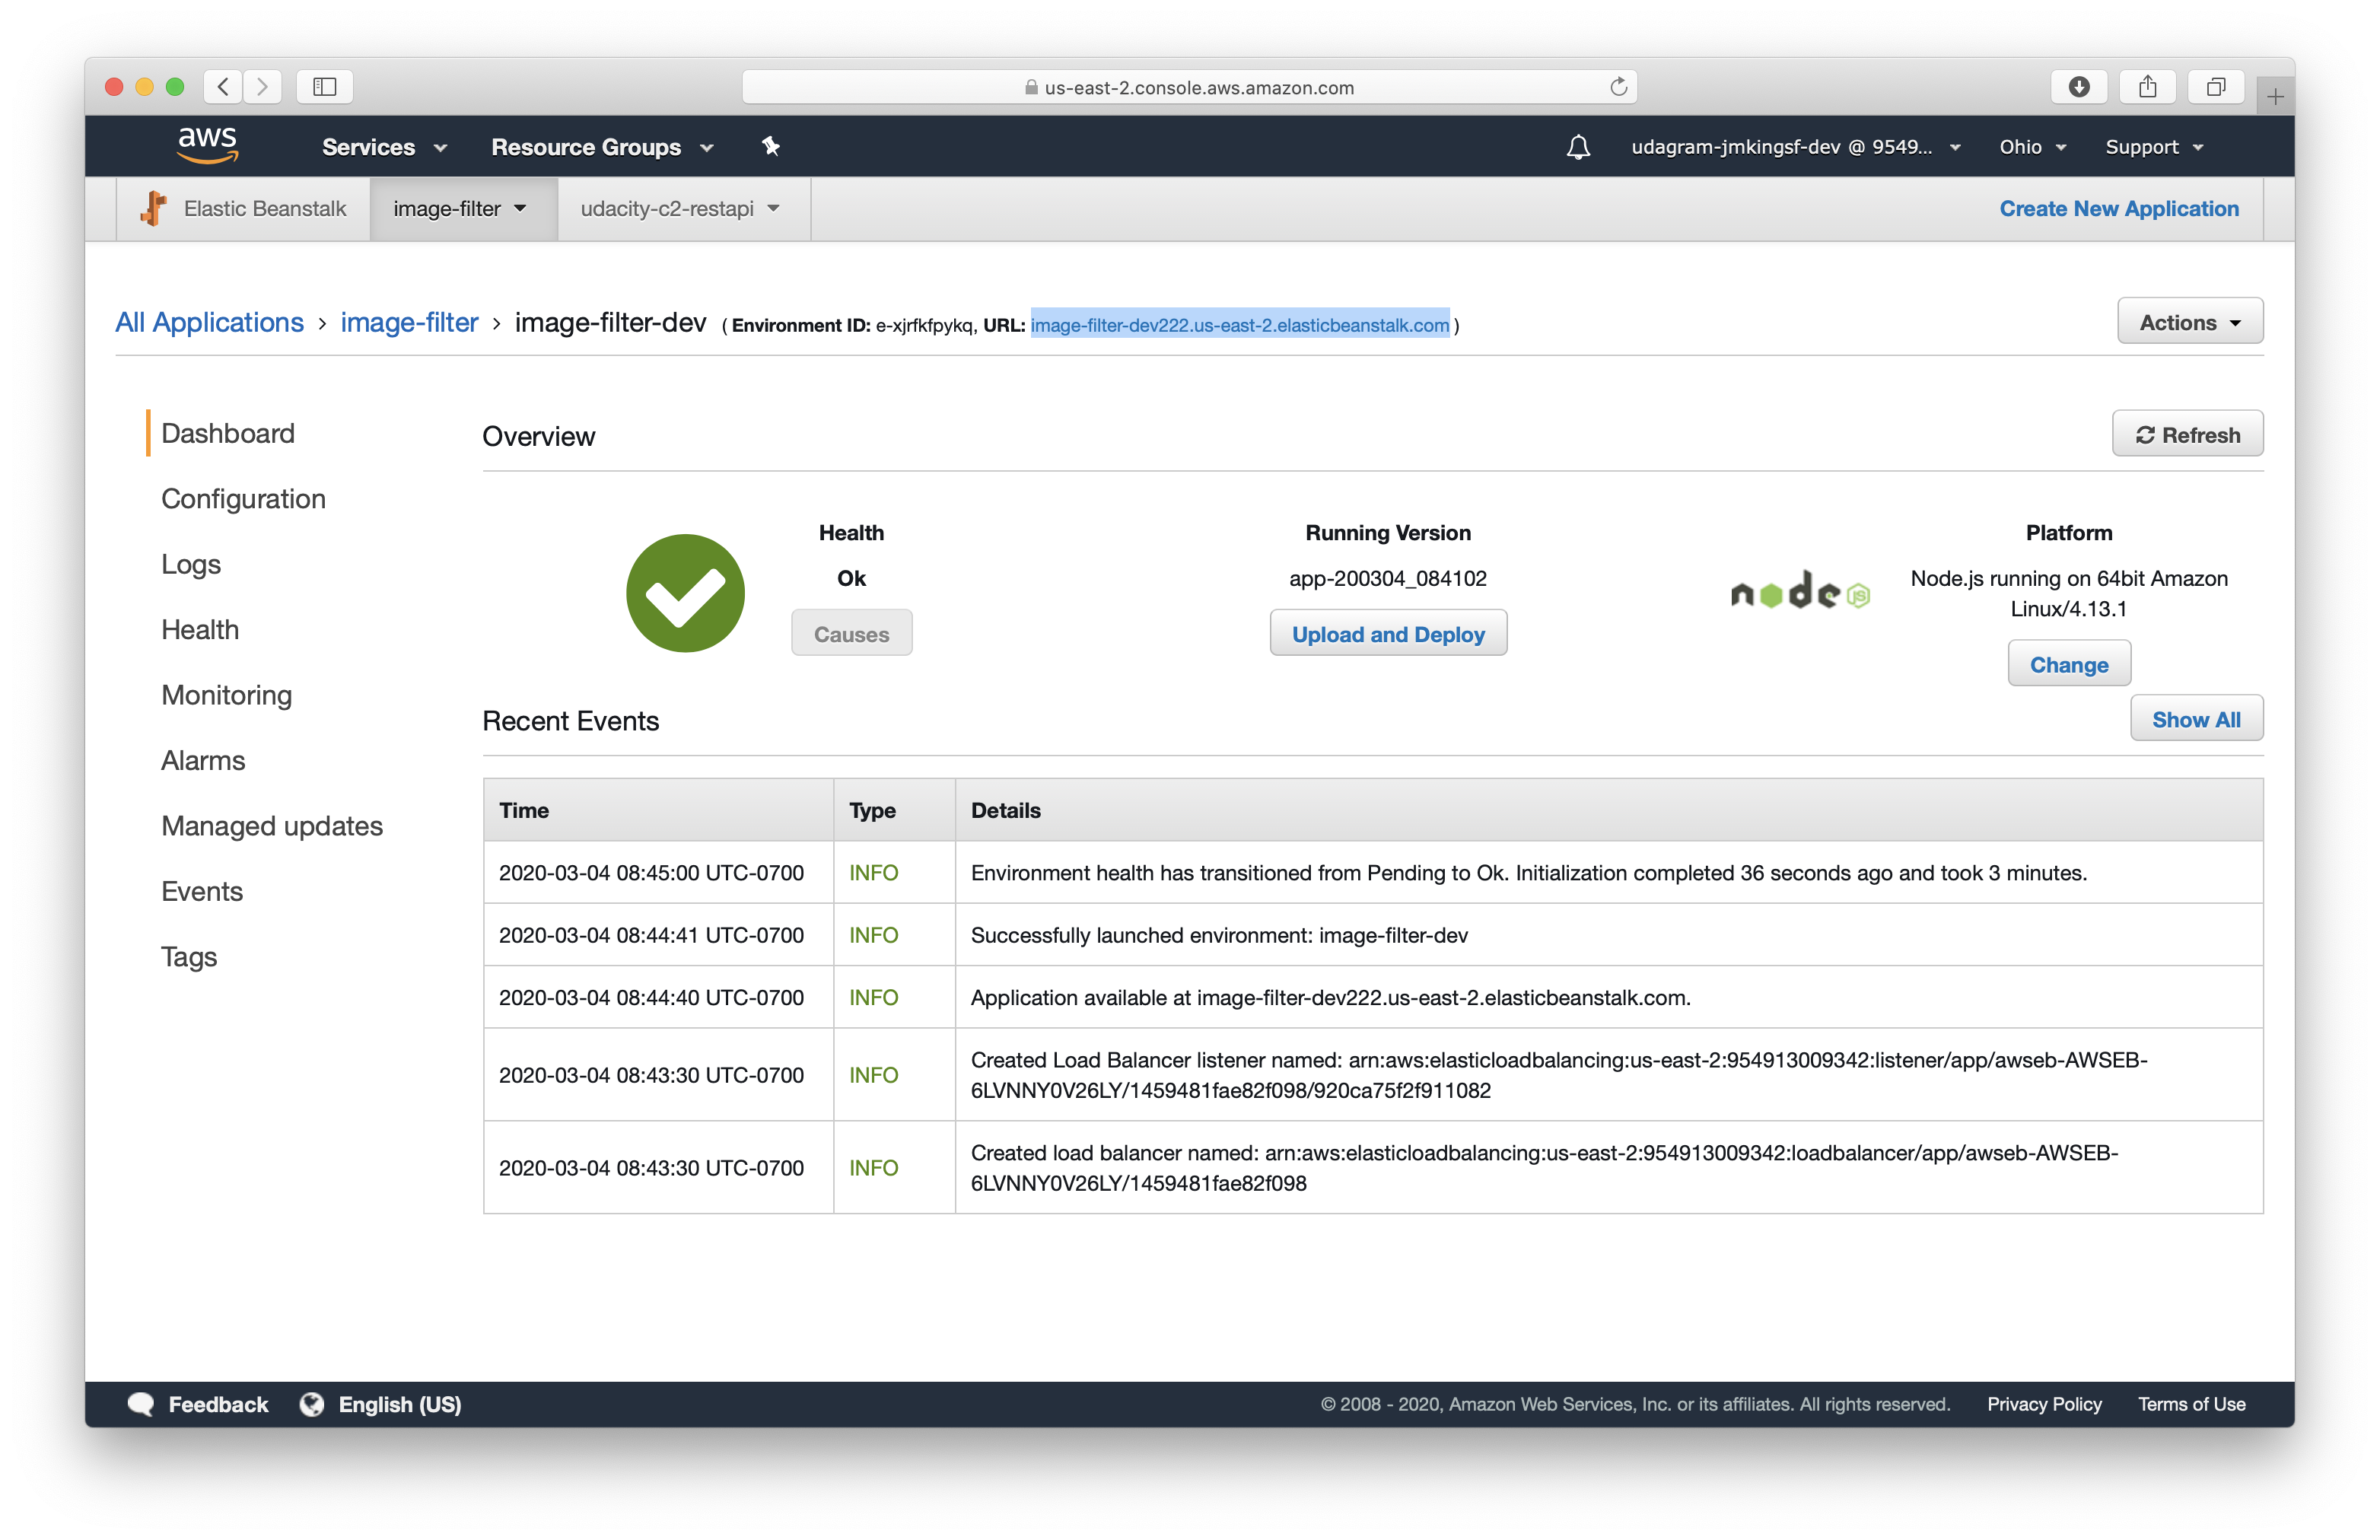 us-east-2.console.aws.amazon.com
aws Services Resource Groups udagram-jmkingsf-dev @ 9549... Ohio Support
Elastic Beanstalk image-filter udacity-c2-restapi Create New Application
All Applications › image-filter › image-filter-dev ( Environment ID: e-xjrfkfpykq, URL: image-filter-dev222.us-east-2.elasticbeanstalk.com ) Actions
Dashboard
Configuration
Logs
Health
Monitoring
Alarms
Managed updates
Events
Tags
Overview Refresh
Health
Ok
Causes
Running Version
app-200304_084102
Upload and Deploy
node JS
Platform
Node.js running on 64bit Amazon
Linux/4.13.1
Change
Recent Events Show All
Time Type Details
2020-03-04 08:45:00 UTC-0700 INFO Environment health has transitioned from Pending to Ok. Initialization completed 36 seconds ago and took 3 minutes.
2020-03-04 08:44:41 UTC-0700 INFO Successfully launched environment: image-filter-dev
2020-03-04 08:44:40 UTC-0700 INFO Application available at image-filter-dev222.us-east-2.elasticbeanstalk.com.
2020-03-04 08:43:30 UTC-0700 INFO Created Load Balancer listener named: arn:aws:elasticloadbalancing:us-east-2:954913009342:listener/app/awseb-AWSEB-
6LVNNY0V26LY/1459481fae82f098/920ca75f2f911082
2020-03-04 08:43:30 UTC-0700 INFO Created load balancer named: arn:aws:elasticloadbalancing:us-east-2:954913009342:loadbalancer/app/awseb-AWSEB-
6LVNNY0V26LY/1459481fae82f098
Feedback English (US) © 2008 - 2020, Amazon Web Services, Inc. or its affiliates. All rights reserved. Privacy Policy Terms of Use